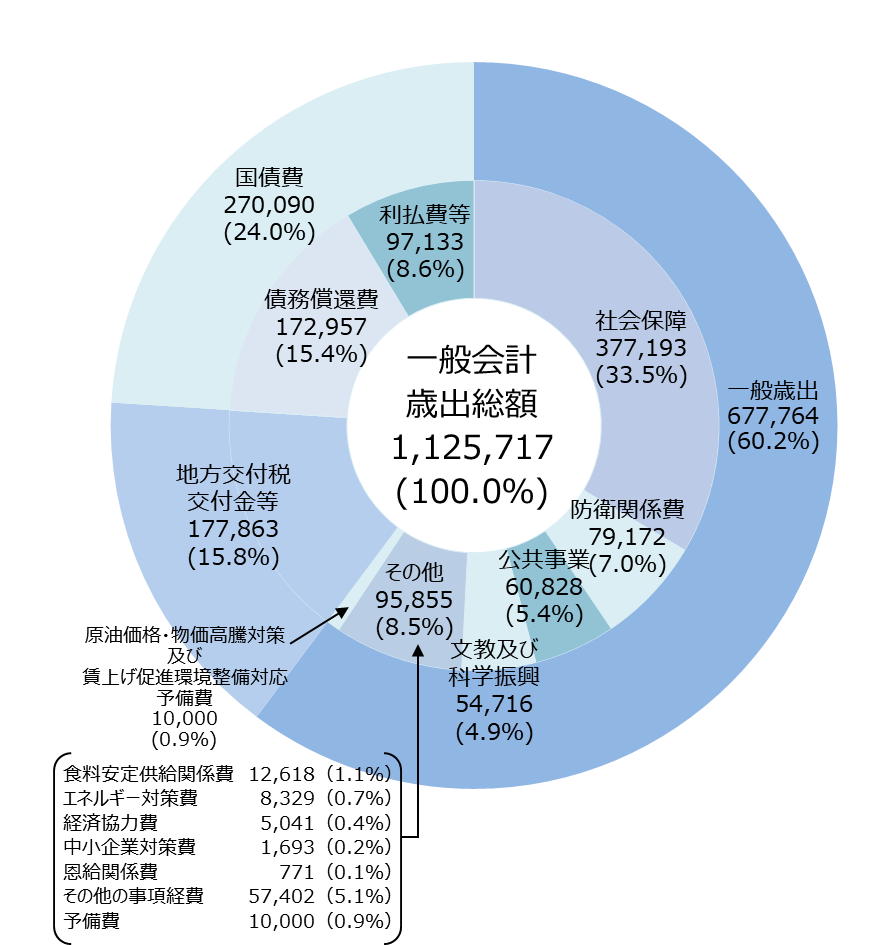 国債費
270,090
(24.0%)
利払費等
97,133
(8.6%)
債務償還費
172,957
(15.4%)
社会保障
377,193
(33.5%)
一般歳出
677,764
(60.2%)
一般会計
歳出総額
1,125,717
(100.0%)
地方交付税
交付金等
177,863
(15.8%)
防衛関係費
79,172
(7.0%)
公共事業
60,828
(5.4%)
その他
95,855
(8.5%)
文教及び
科学振興
54,716
(4.9%)
原油価格・物価高騰対策
及び
賃上げ促進環境整備対応
予備費
10,000
(0.9%)
食料安定供給関係費 12,618（1.1%）
エネルギー対策費 8,329（0.7%）
経済協力費 5,041（0.4%）
中小企業対策費 1,693（0.2%）
恩給関係費 771（0.1%）
その他の事項経費 57,402（5.1%）
予備費 10,000（0.9%）